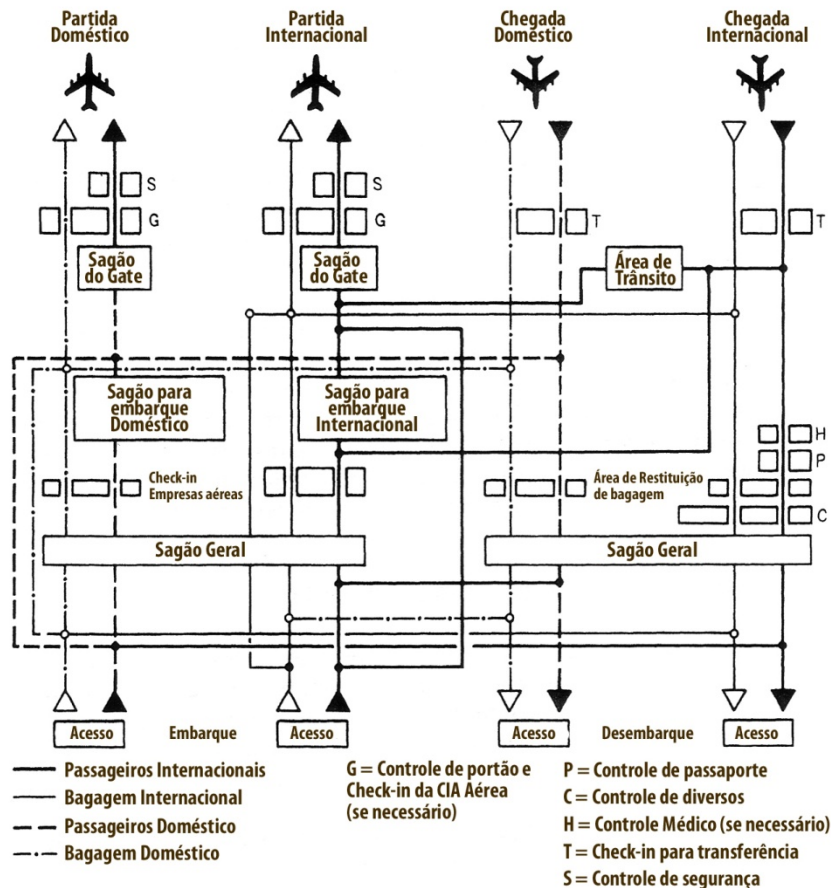 Partida
Doméstico
Partida
Internacional
Chegada
Doméstico
Chegada
Internacional
S
S
G
G
T
T
Sagão
do Gate
Sagão
do Gate
Área de
Trânsito
Sagão para
embarque
Doméstico
Sagão para
embarque
Internacional
H
P
Check-in
Empresas aéreas
Área de Restituição
de bagagem
C
Sagão Geral
Sagão Geral
Acesso
Embarque
Acesso
Acesso
Desembarque
Acesso
Passageiros Internacionais
Bagagem Internacional
Passageiros Doméstico
Bagagem Doméstico
G = Controle de portão e
Check-in da CIA Aérea
(se necessário)
P = Controle de passaporte
C = Controle de diversos
H = Controle Médico (se necessário)
T = Check-in para transferência
S = Controle de segurança